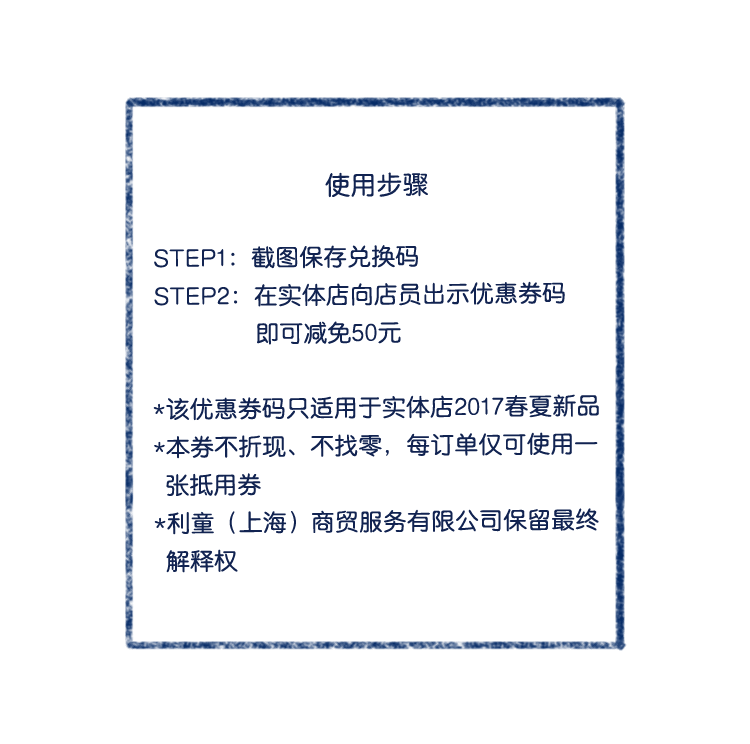 使用步骤
STEP1：截图保存兑换码
STEP2：在实体店向店员出示优惠券码
即可减免50元
*该优惠券码只适用于实体店2017春夏新品
*本券不折现、不找零，每订单仅可使用一
张抵用券
*利童（上海）商贸服务有限公司保留最终
解释权